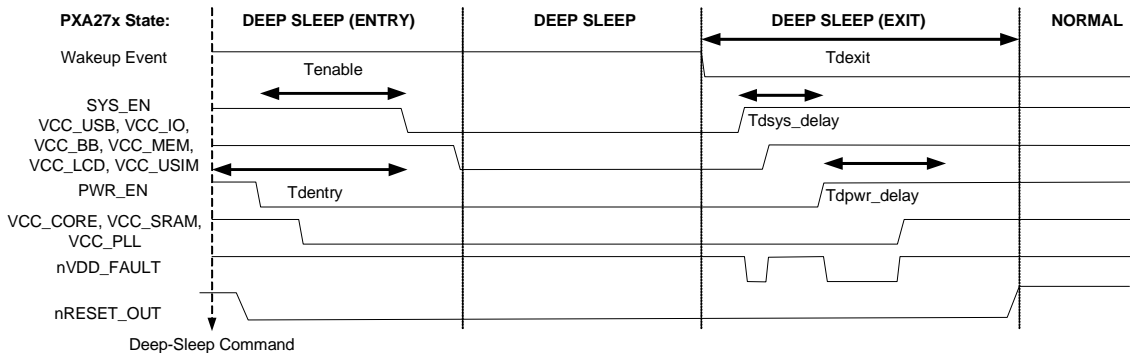 PXA27x State: DEEP SLEEP (ENTRY) DEEP SLEEP DEEP SLEEP (EXIT) NORMAL
Wakeup Event
Tdexit
Tenable
SYS_EN
VCC_USB, VCC_IO,
Tdsys_delay
VCC_BB, VCC_MEM,
VCC_LCD, VCC_USIM
PWR_EN
Tdentry
Tdpwr_delay
VCC_CORE, VCC_SRAM,
VCC_PLL
nVDD_FAULT
nRESET_OUT
Deep-Sleep Command